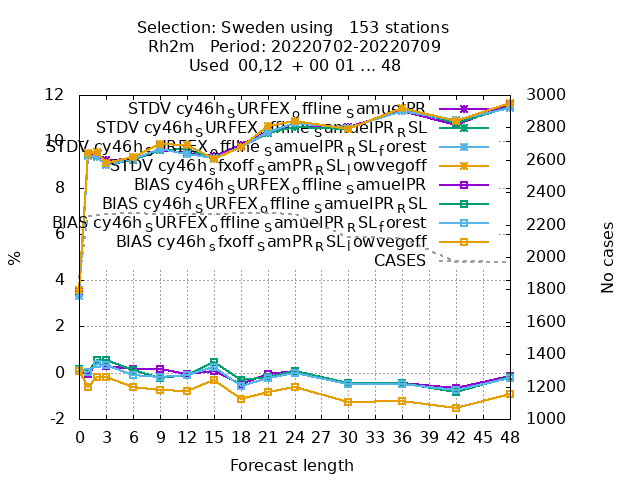 Selection: Sweden using 153 stations
Rh2m Period: 20220702-20220709
Used 00,12 + 00 01 ... 48
STDV cy46h_SURFEX_offline_samuelPR
STDV cy46h_SURFEX_offline_samuelPR_RSL
STDV cy46h_SURFEX_offline_samuelPR_RSL_forest
STDV cy46h_sfxoff_samPR_RSL_lowvegoff
BIAS cy46h_SURFEX_offline_samuelPR
BIAS cy46h_SURFEX_offline_samuelPR_RSL
BIAS cy46h_SURFEX_offline_samuelPR_RSL_forest
BIAS cy46h_sfxoff_samPR_RSL_lowvegoff
CASES
12
10
8
6
4
2
0
-2
%
3000
2800
2600
2400
2200
2000
1800
1600
1400
1200
1000
No cases
0 3 6 9 12 15 18 21 24 27 30 33 36 39 42 45 48
Forecast length